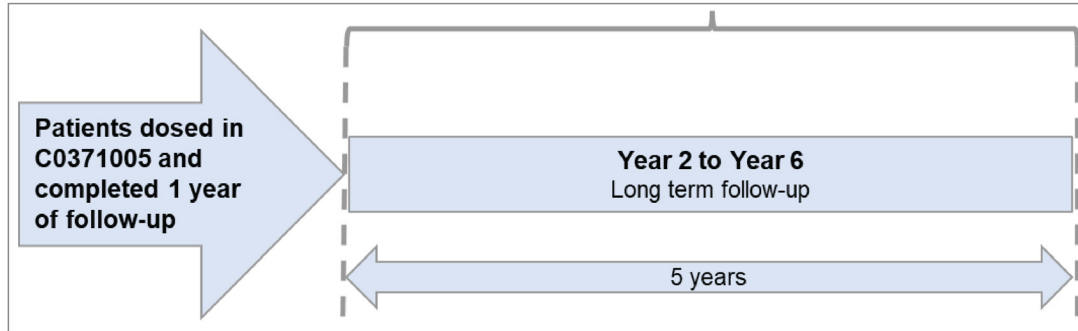 Patients dosed in
C0371005 and
completed 1 year
of follow-up
Year 2 to Year 6
Long term follow-up
5 years